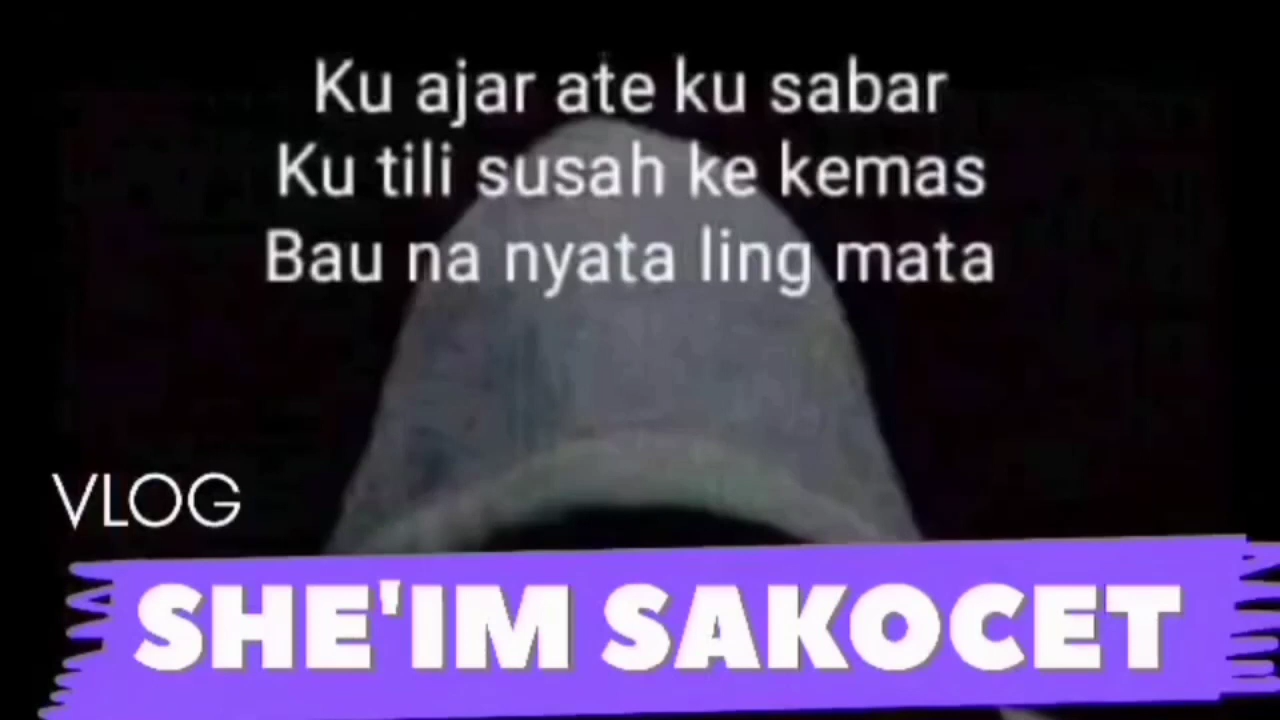 Ku ajar ate ku sabar
Ku tili susah ke kemas
Bau na nyata ling mata
VLOG
SHE'IM SAKOCET